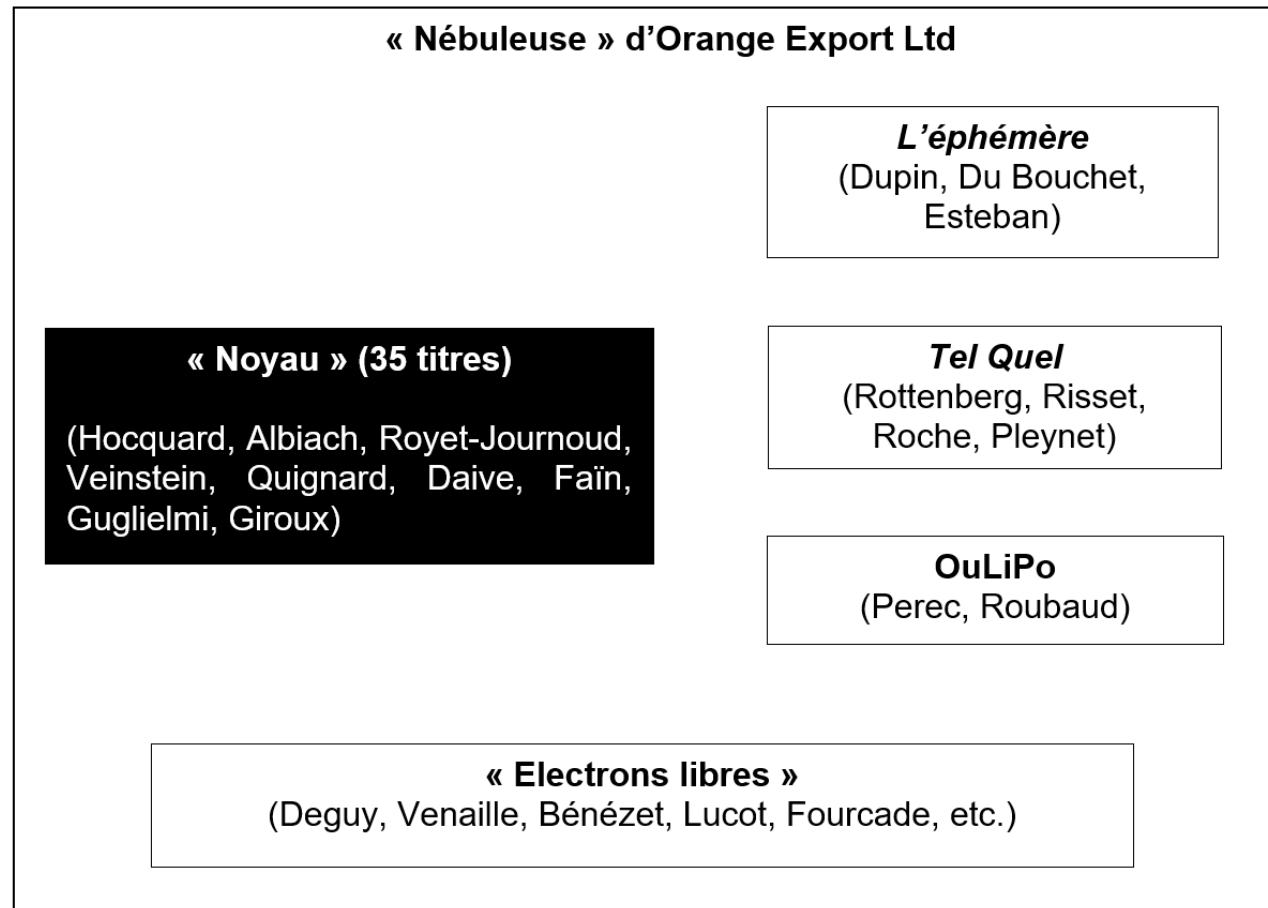 « Nébuleuse » d’Orange Export Ltd
L’éphémère
(Dupin, Du Bouchet,
Esteban)
« Noyau » (35 titres)
(Hocquard, Albiach, Royet-Journoud,
Veinstein, Quignard, Daive, Faïn,
Guglielmi, Giroux)
Tel Quel
(Rottenberg, Risset,
Roche, Pleynet)
OuLiPo
(Perec, Roubaud)
« Electrons libres »
(Deguy, Venaille, Bénézet, Lucot, Fourcade, etc.)